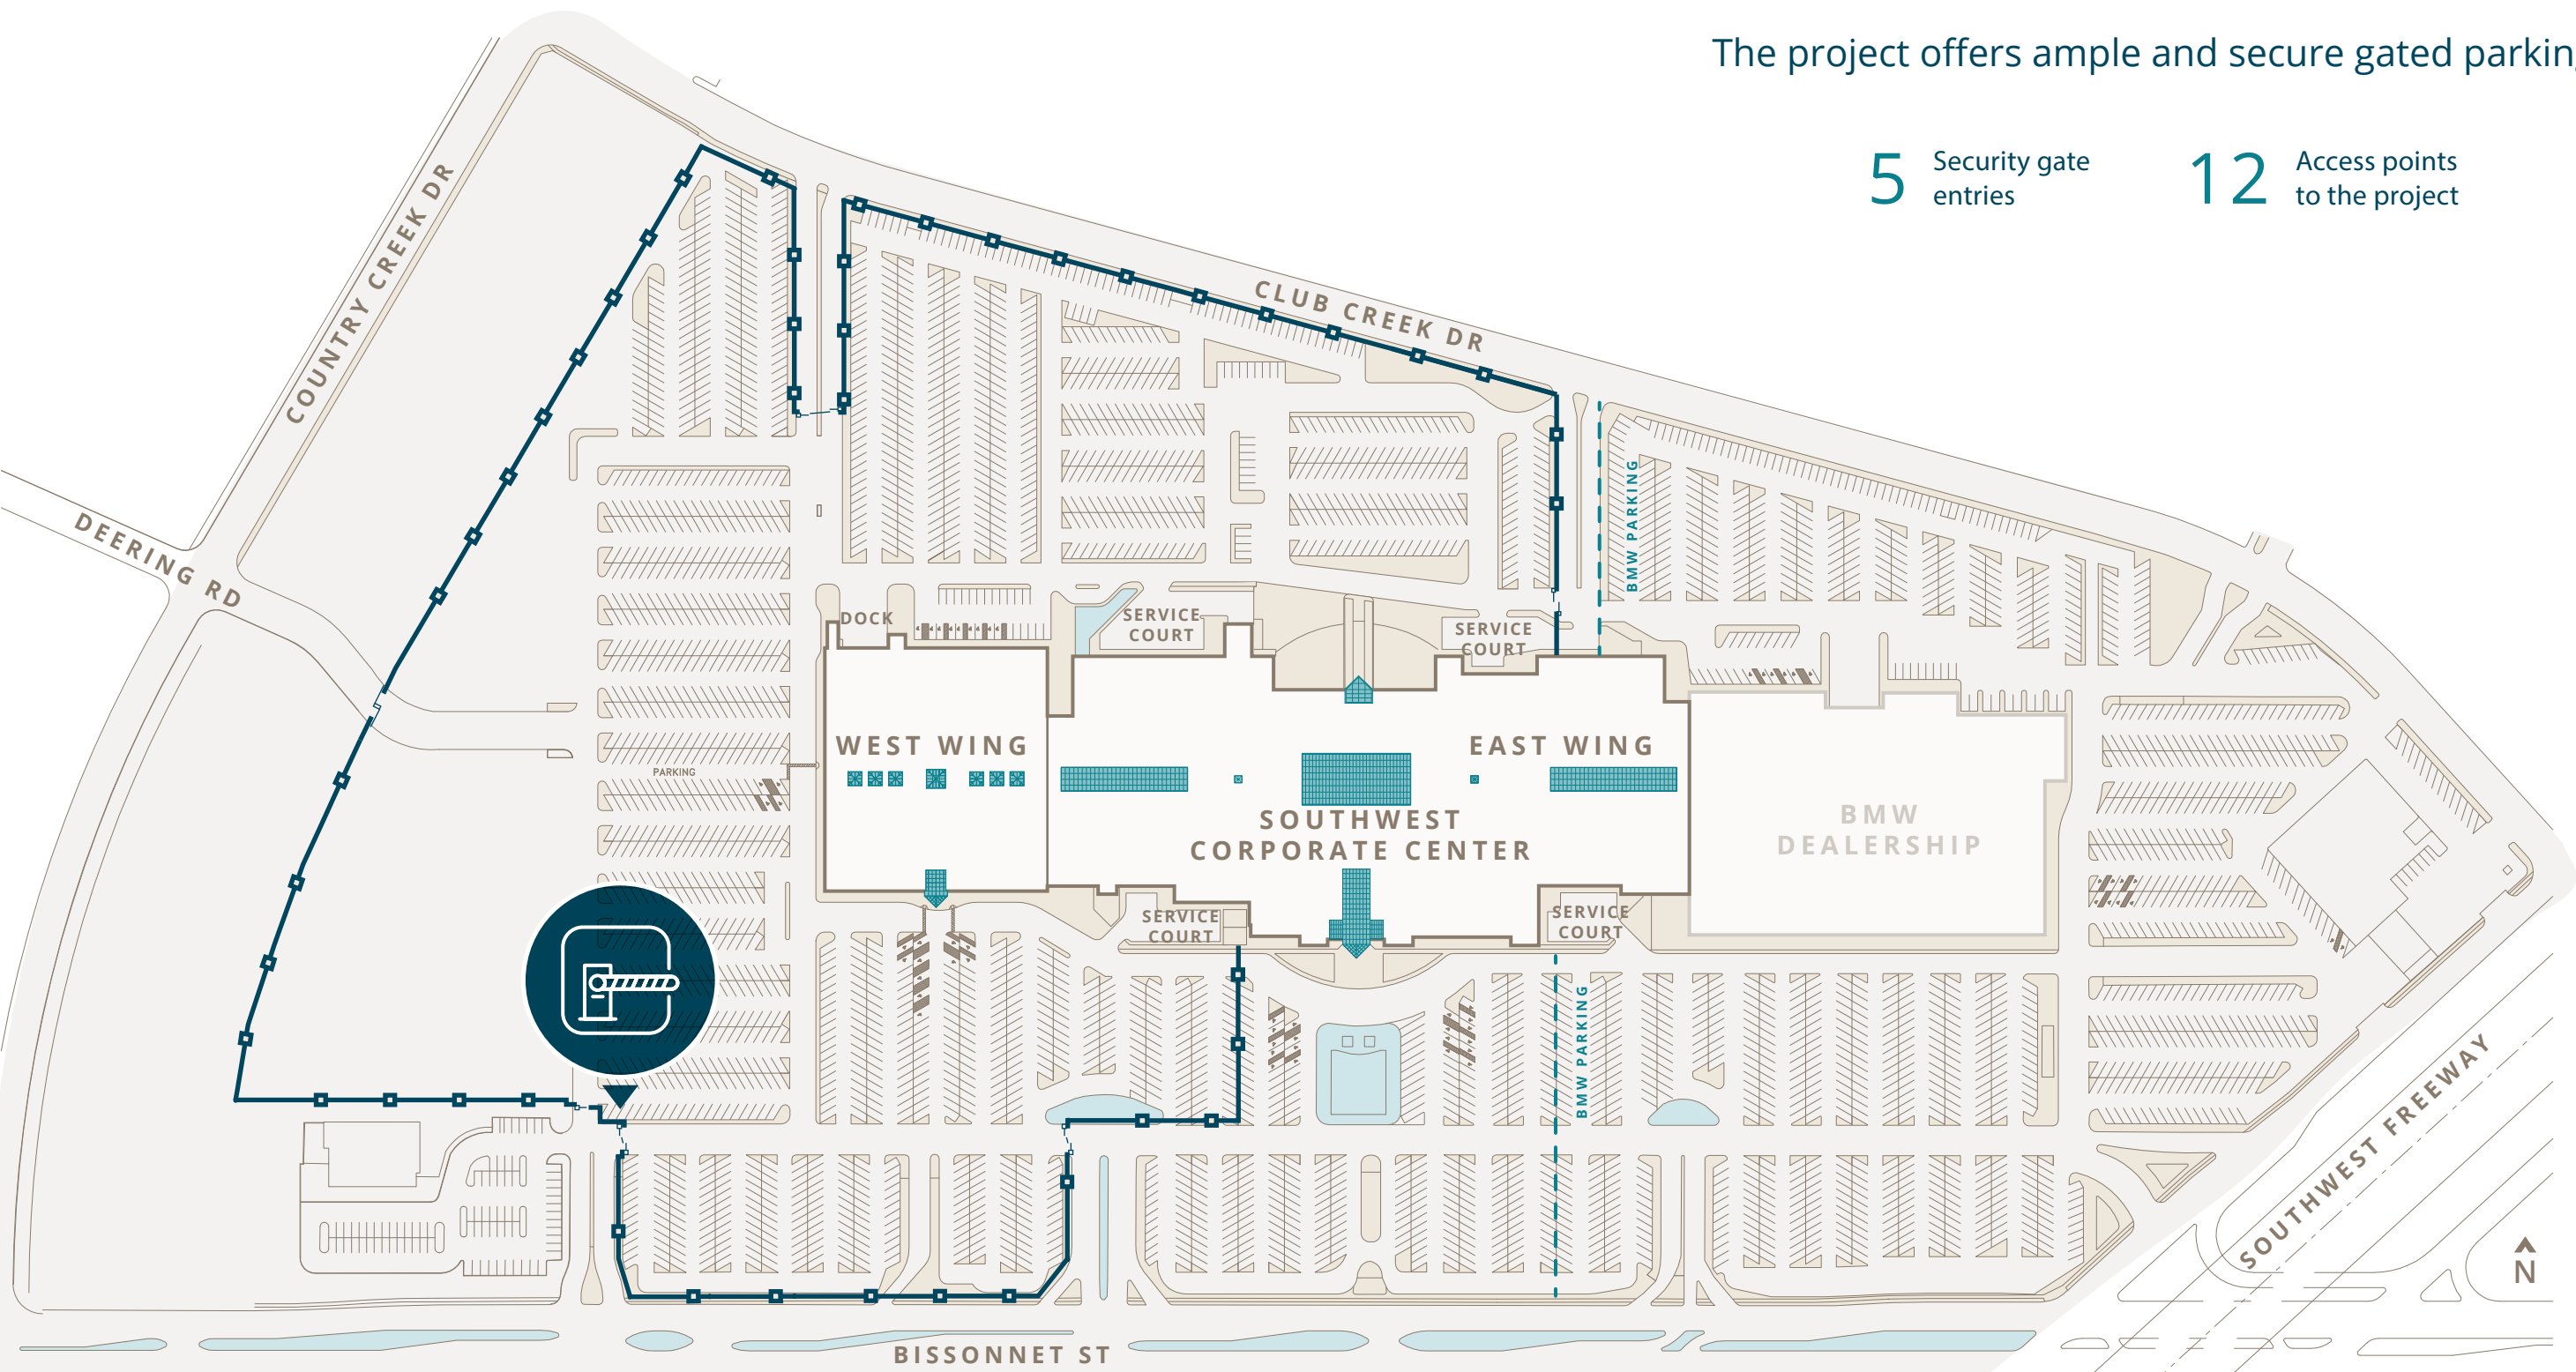 The project offers ample and secure gated parkin
5 Security gate
entries
12 Access points
to the project
COUNTRY CREEK DR
CLUB CREEK DR
DEERING RD
BMW PARKING
DOCK
SERVICE
COURT
SERVICE
COURT
WEST WING
EAST WING
PARKING
SOUTHWEST
CORPORATE CENTER
BMW
DEALERSHIP
SERVICE
COURT
SERVICE
COURT
BMW PARKING
SOUTHWEST FREEWAY
N
BISSONNET ST